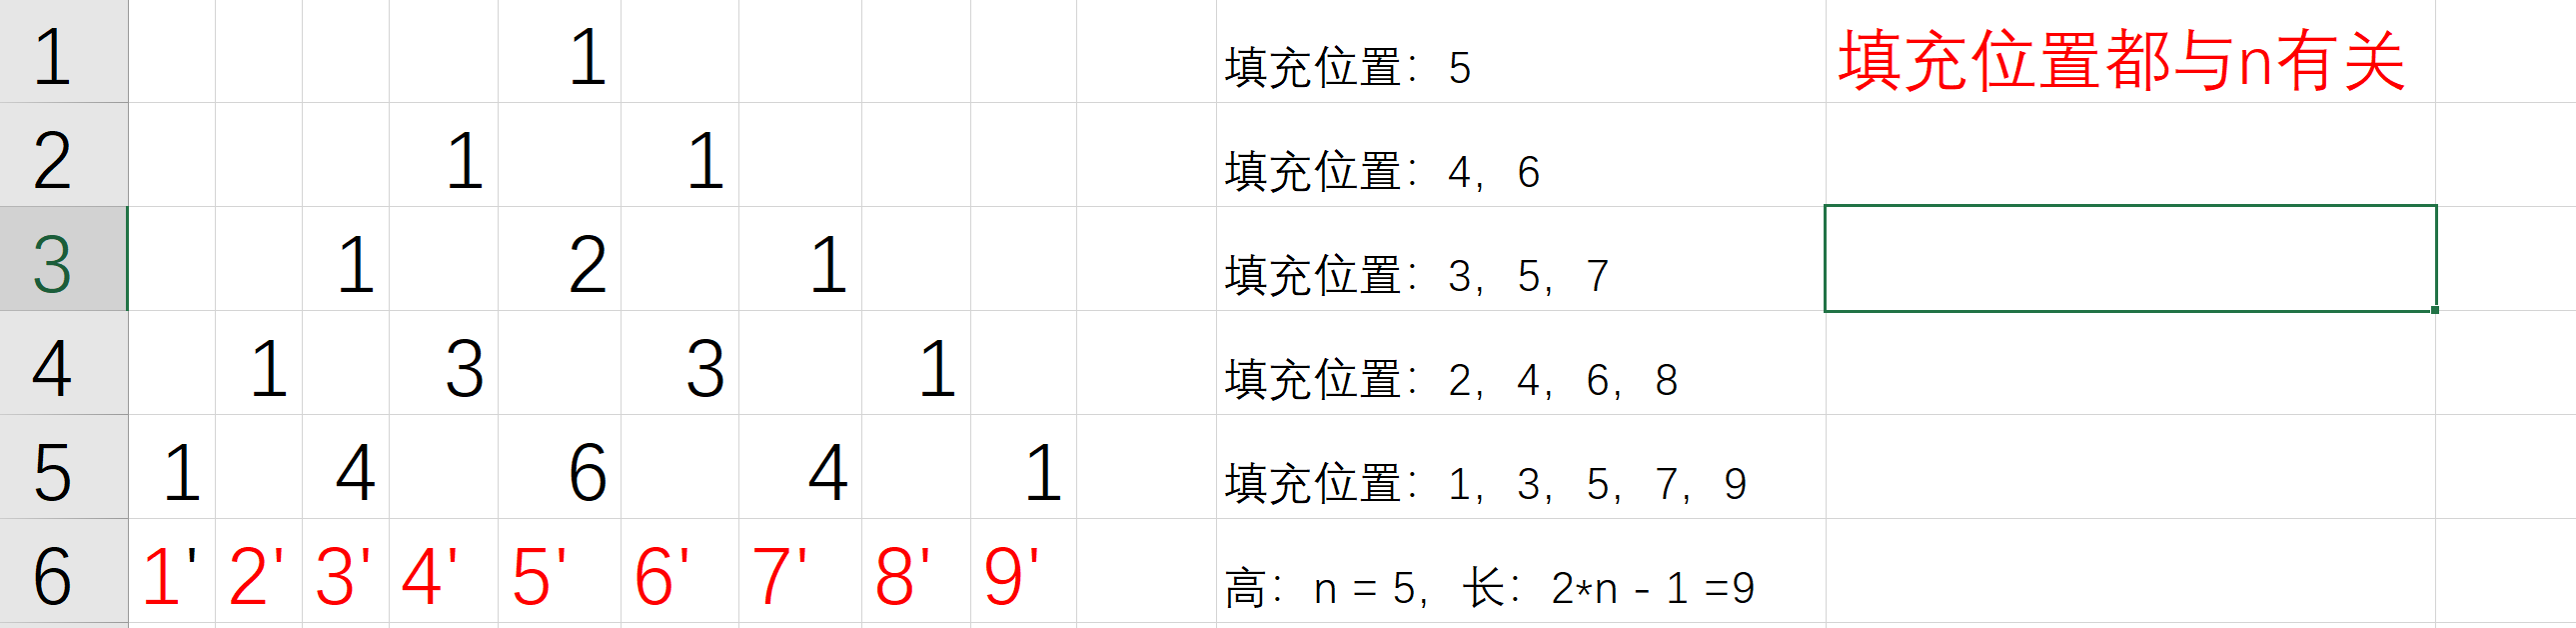 1 1 填充位置：5 填充位置都与n有关
2 1 1 填充位置：4，6
3 1 2 1 填充位置：3，5，7
4 1 3 3 1 填充位置：2，4，6，8
5 1 4 6 4 1 填充位置：1，3，5，7，9
6 1' 2' 3' 4' 5' 6' 7' 8' 9' 高：n = 5，长：2*n - 1 =9